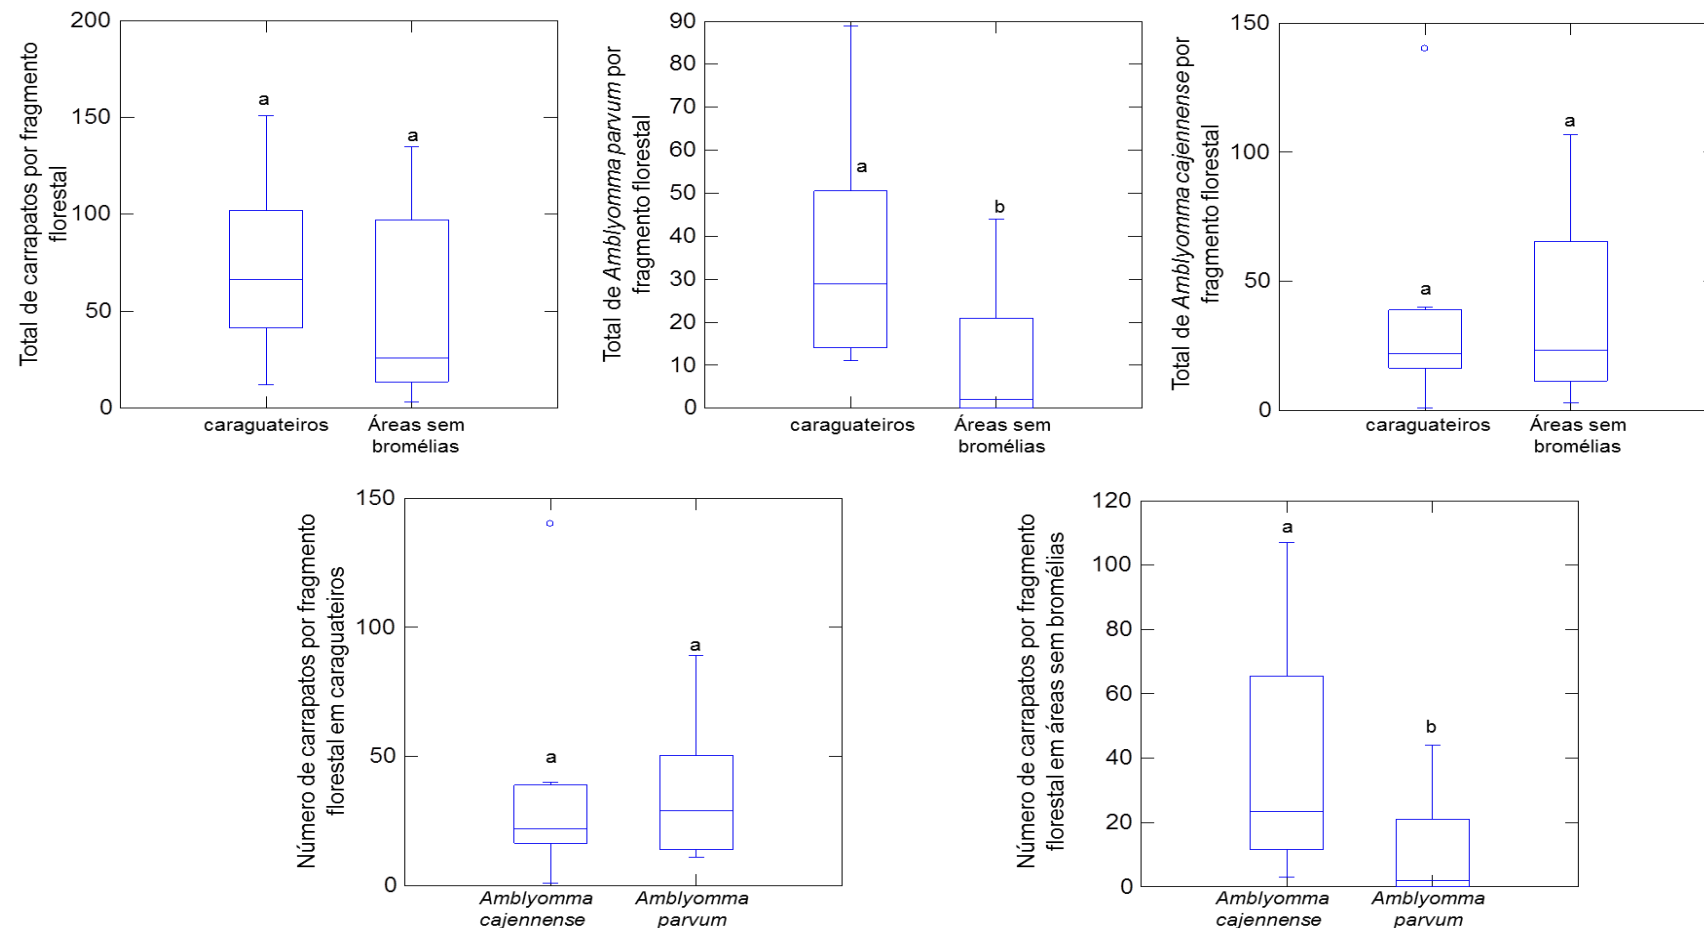 Total de carrapatos por fragmento
florestal
200
150
100
50
0
a
a
caraguateiros
Áreas sem
bromélias
Total de Amblyomma parvum por
fragmento florestal
90
80
70
60
50
40
30
20
10
0
a
b
caraguateiros
Áreas sem
bromélias
Total de Amblyomma cajennense por
fragmento florestal
150
100
50
0
a
a
caraguateiros
Áreas sem
bromélias
Número de carrapatos por fragmento
florestal em caraguateiros
150
100
50
0
a
a
Amblyomma
cajennense
Amblyomma
parvum
Número de carrapatos por fragmento
florestal em áreas sem bromélias
120
100
80
60
40
20
0
a
b
Amblyomma
cajennense
Amblyomma
parvum